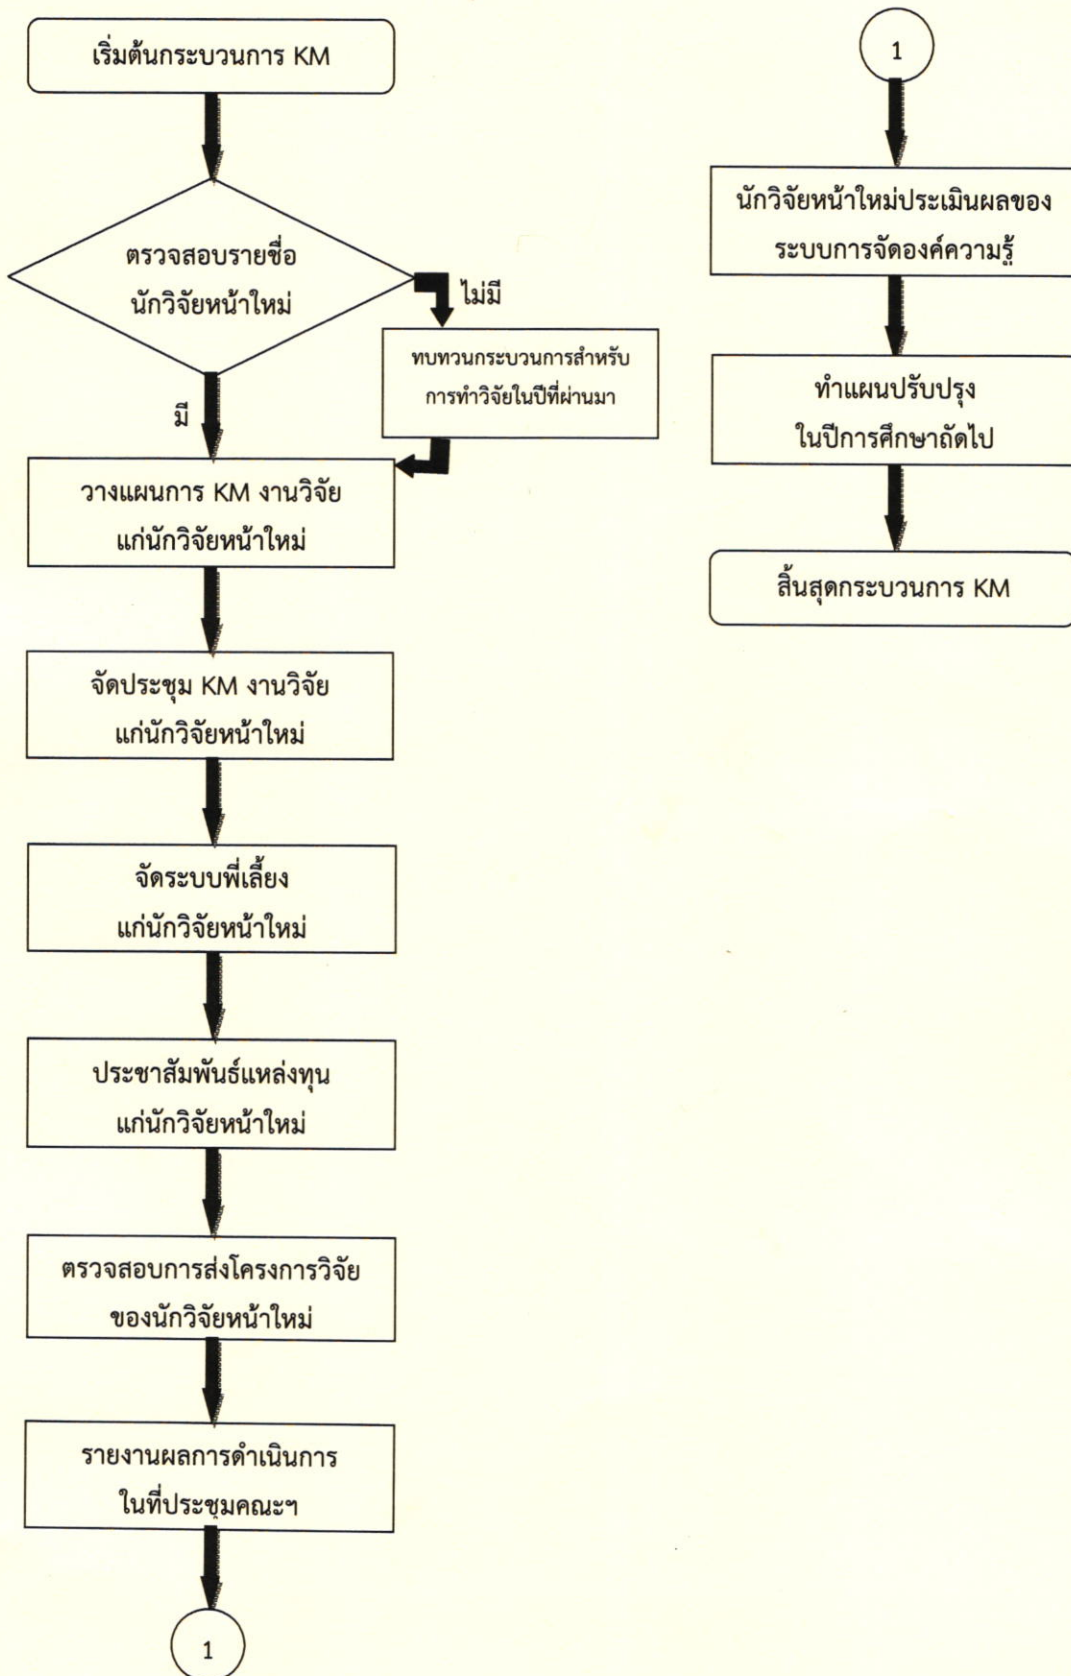 เริ่มต้นกระบวนการ KM
ตรวจสอบรายชื่อ
นักวิจัยหน้าใหม่
ไม่มี
ทบทวนกระบวนการสำหรับ
การทำวิจัยในปีที่ผ่านมา
มี
วางแผนการ KM งานวิจัย
แก่นักวิจัยหน้าใหม่
จัดประชุม KM งานวิจัย
แก่นักวิจัยหน้าใหม่
จัดระบบพี่เลี้ยง
แก่นักวิจัยหน้าใหม่
ประชาสัมพันธ์แหล่งทุน
แก่นักวิจัยหน้าใหม่
ตรวจสอบการส่งโครงการวิจัย
ของนักวิจัยหน้าใหม่
รายงานผลการดำเนินการ
ในที่ประชุมคณะฯ
1
1
นักวิจัยหน้าใหม่ประเมินผลของ
ระบบการจัดองค์ความรู้
ทำแผนปรับปรุง
ในปีการศึกษาถัดไป
สิ้นสุดกระบวนการ KM